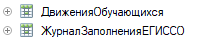 ДвиженияОбучающихся
ЖурналЗаполненияЕГИССО